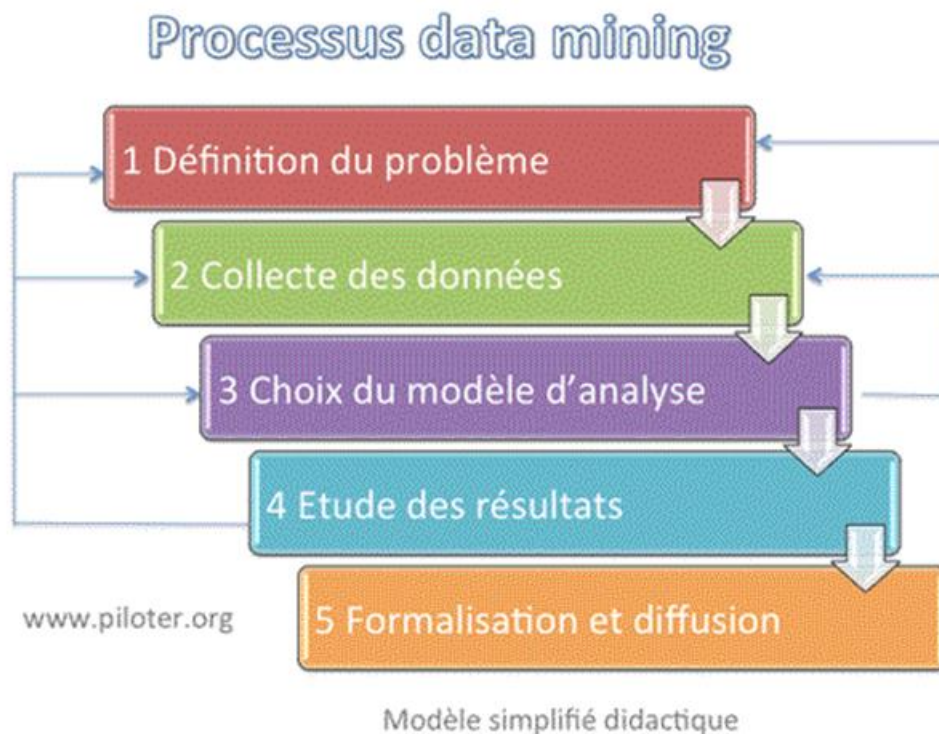 Processus data mining
1 Définition du problème
2 Collecte des données
3 Choix du modèle d’analyse
4 Etude des résultats
5 Formalisation et diffusion
www.piloter.org
Modèle simplifié didactique